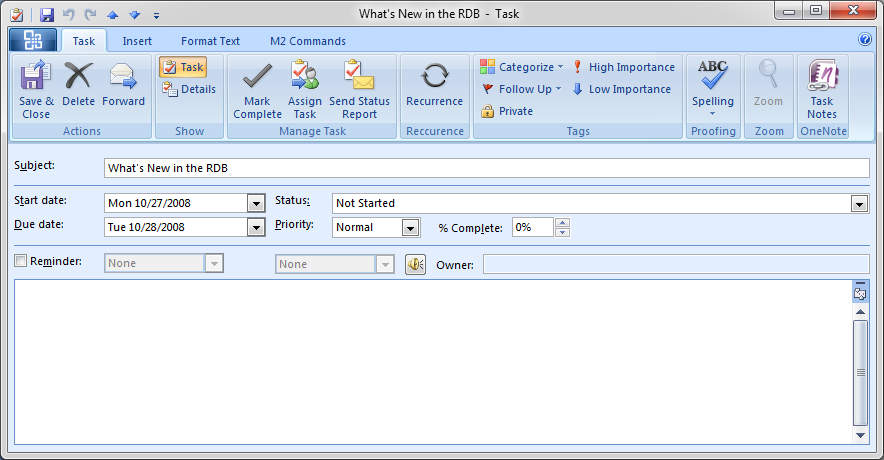 What's New in the RDB - Task
Task Insert Format Text M2 Commands
Save & Close
Delete
Forward
Actions
Task
Details
Show
Mark Complete
Assign Task
Send Status Report
Manage Task
Recurrence
Reccurence
Categorize
Follow Up
Private
High Importance
Low Importance
Tags
ABC
Spelling
Proofing
Zoom
Zoom
Task Notes
OneNote
Subject: What's New in the RDB
Start date: Mon 10/27/2008 Status: Not Started
Due date: Tue 10/28/2008 Priority: Normal % Complete: 0%
Reminder: None None Owner: